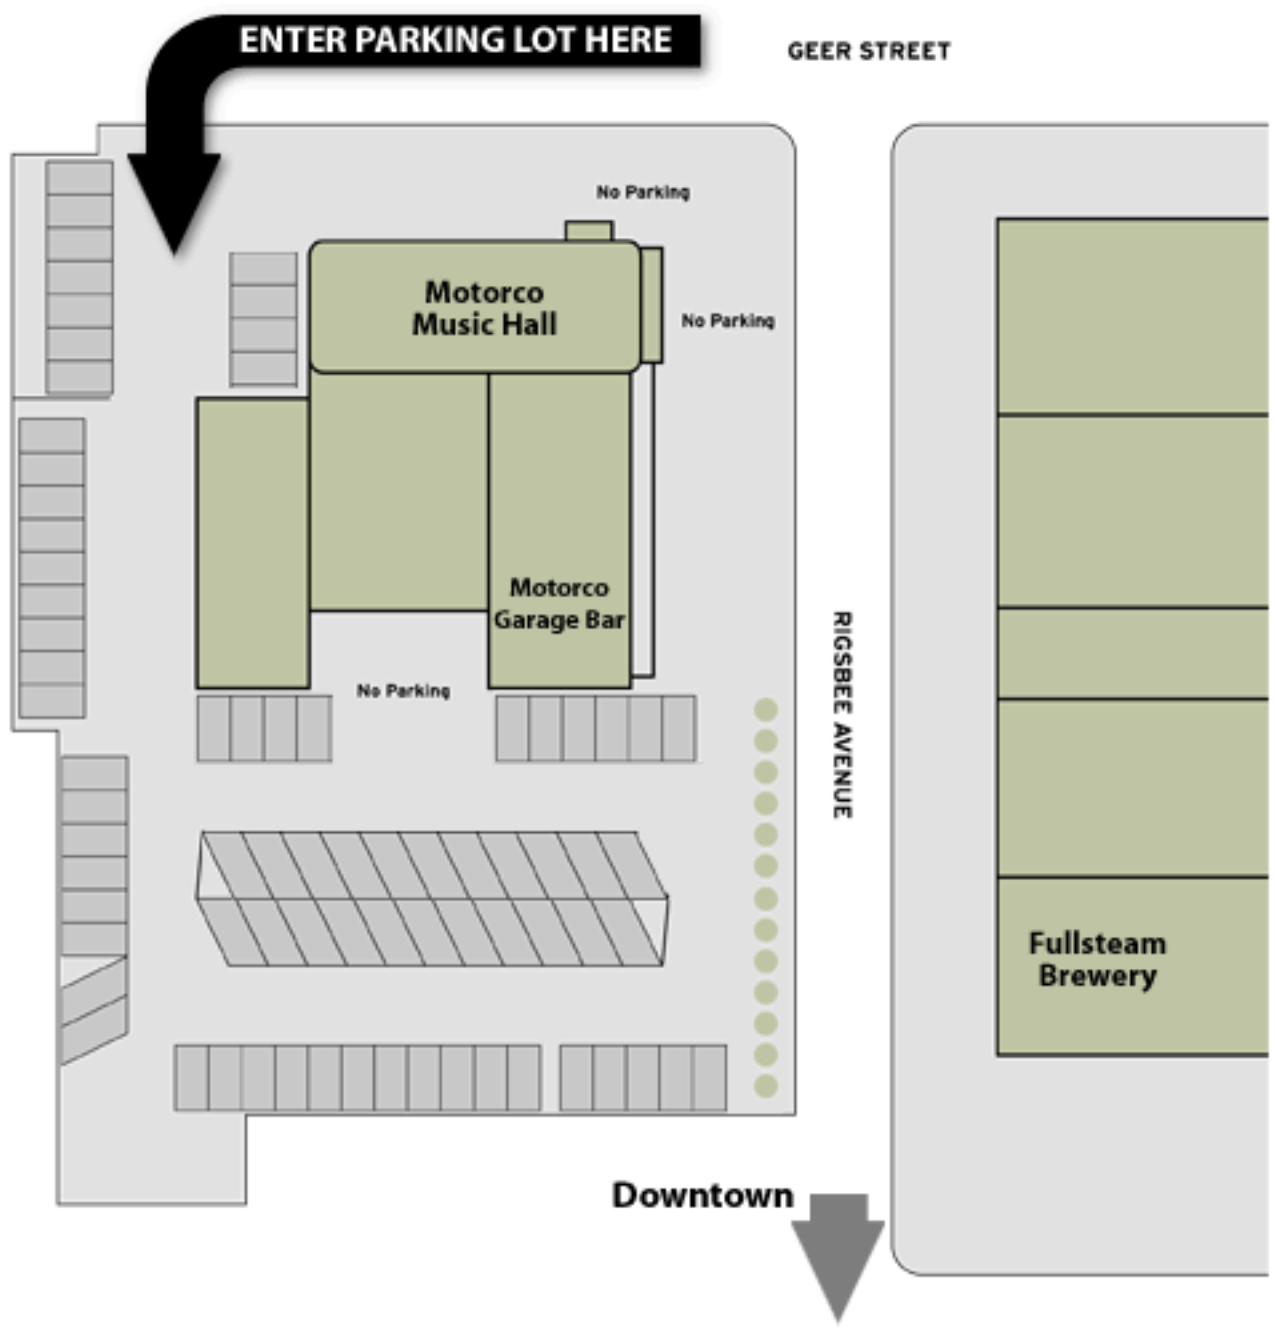 ENTER PARKING LOT HERE
GEER STREET
No Parking
Motorco
Music Hall
No Parking
Motorco
Garage Bar
No Parking
RIGSBEE AVENUE
Fullsteam
Brewery
Downtown